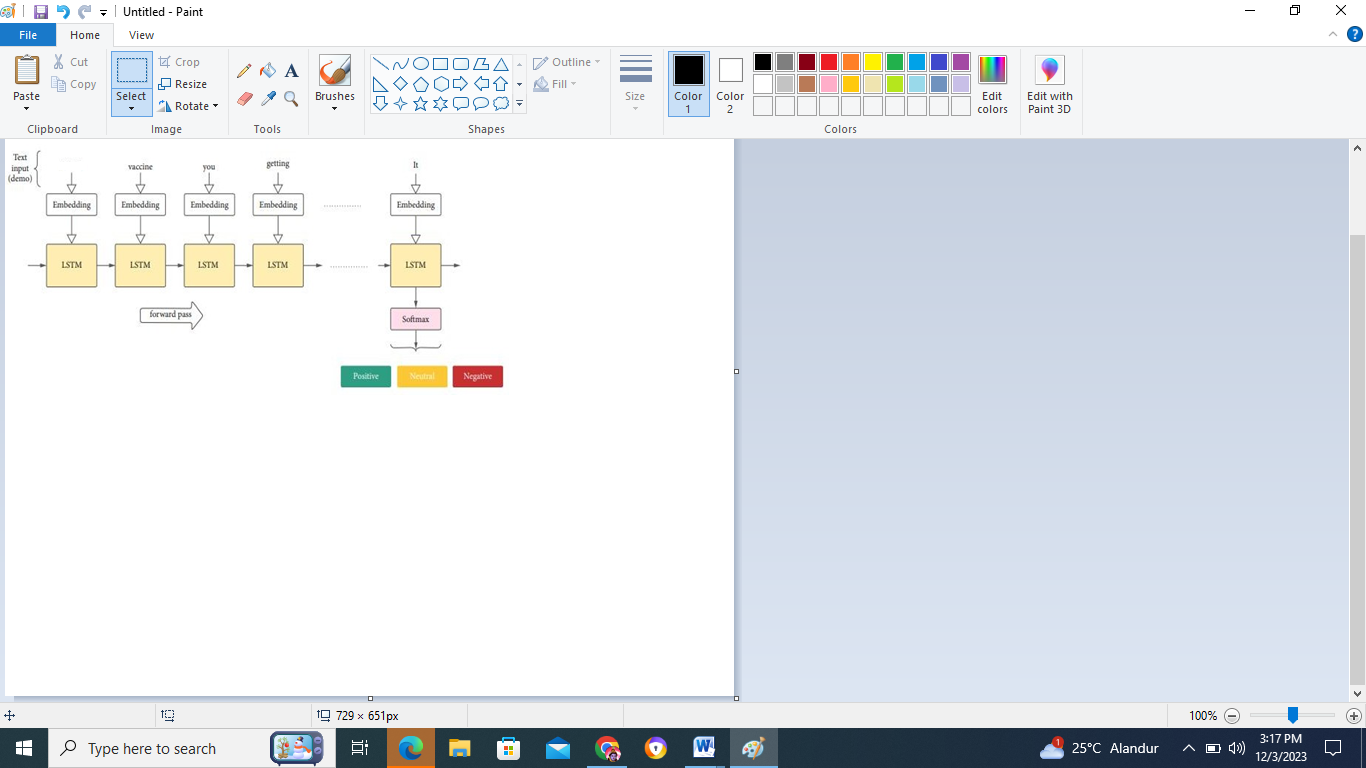 Untitled - Paint
File Home View
Paste
Cut
Copy
Clipboard
Select
Crop
Resize
Rotate
Image
A
Tools
Brushes
Shapes
Outline
Fill
Size
Color 1
Color 2
Edit colors
Colors
Edit with Paint 3D
Text
input
(demo)
vaccine you getting It
Embedding Embedding Embedding Embedding .............. Embedding
LSTM LSTM LSTM LSTM .............. LSTM
forward pass
Softmax
Positive Neutral Negative
729 × 651px
100%
Type here to search
W
1
25°C Alandur
3:17 PM
12/3/2023